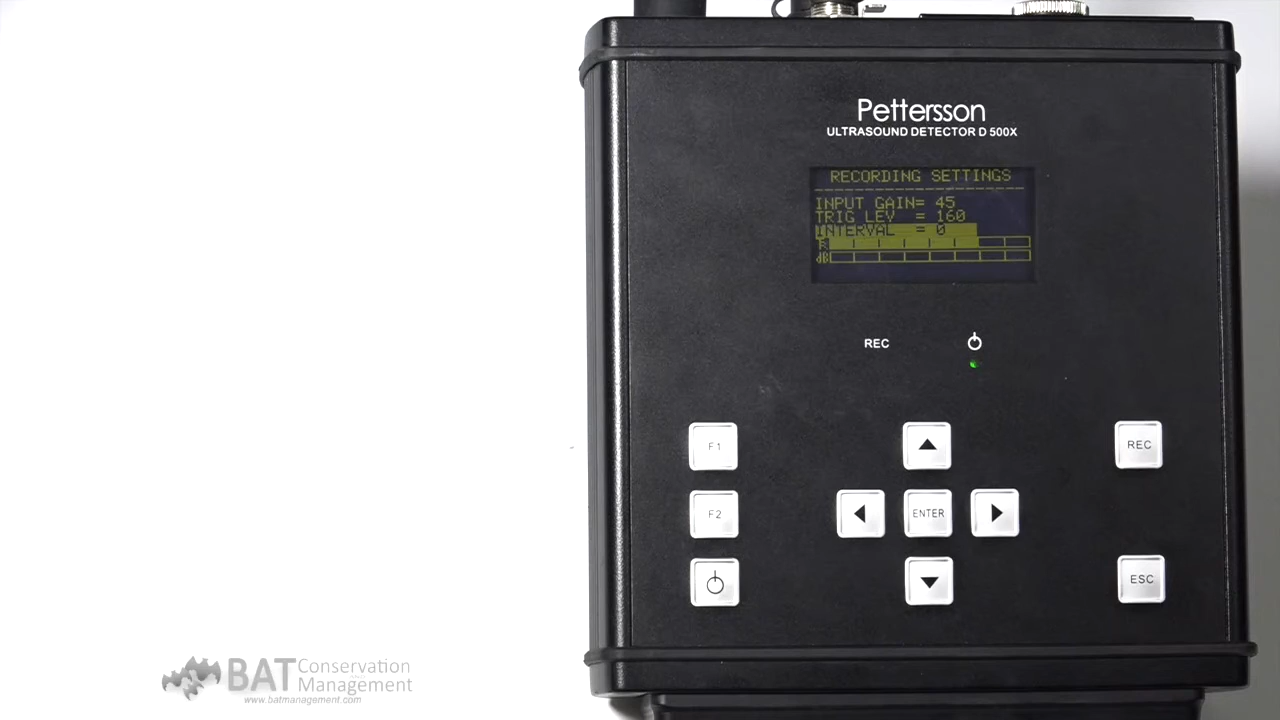 Pettersson
ULTRASOUND DETECTOR D 500X
RECORDING SETTINGS
INPUT GAIN= 45
TRIG LEV = 160
INTERVAL = 0
dB
REC
F1
REC
F2
ENTER
ESC
BAT Conservation Management
www.batmanagement.com